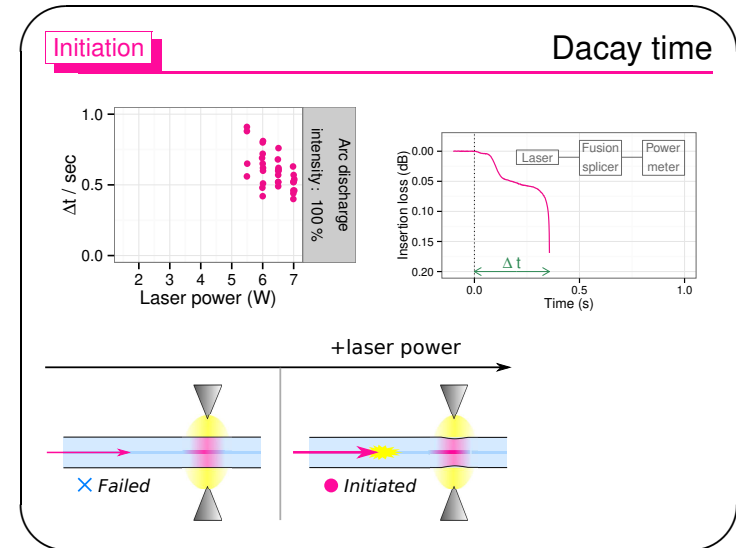 Initiation
Dacay time
1.0
0.5
0.0
Δt / sec
2 3 4 5 6 7
Laser power (W)
Arc discharge
intensity : 100 %
0.00
0.05
0.10
0.15
0.20
Insertion loss (dB)
Laser
Fusion
splicer
Power
meter
Δ t
0.0 0.5 1.0
Time (s)
+laser power
Failed
Initiated